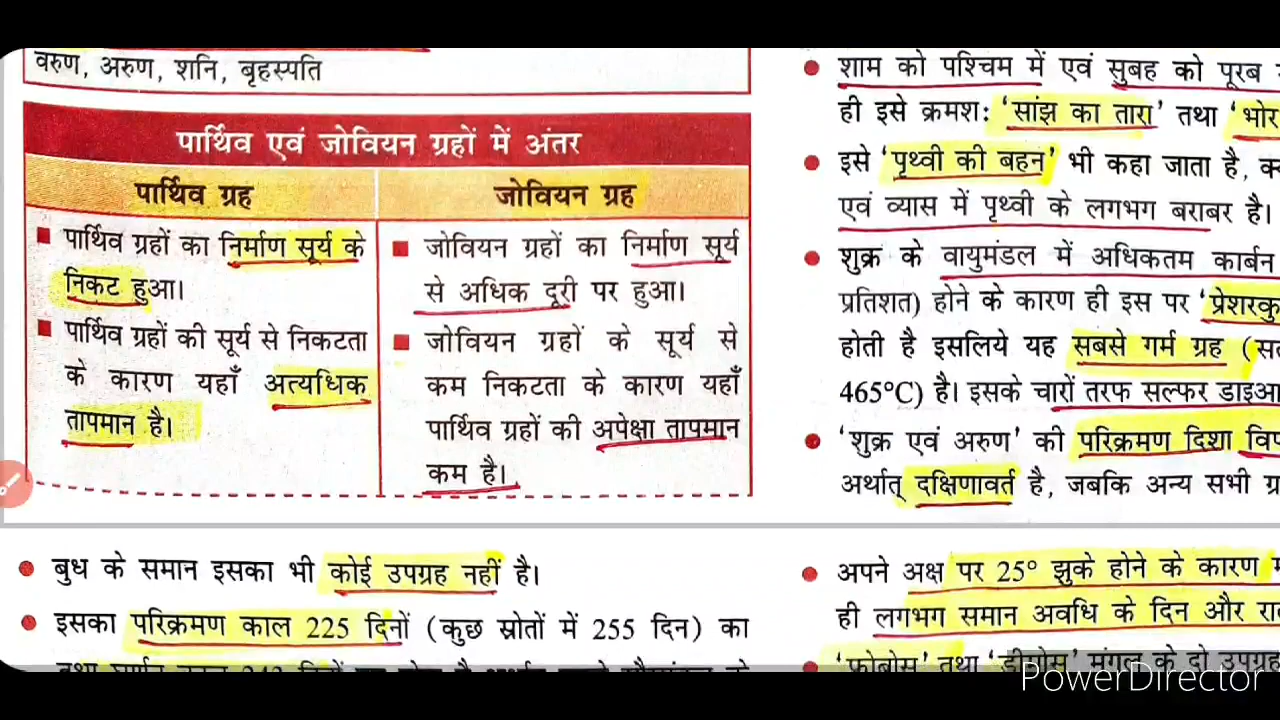 वरुण, अरुण, शनि, बृहस्पति
पार्थिव एवं जोवियन ग्रहों में अंतर
पार्थिव ग्रह
पार्थिव ग्रहों का निर्माण सूर्य के
निकट हुआ।
पार्थिव ग्रहों की सूर्य से निकटता
के कारण यहाँ अत्यधिक
तापमान है।
जोवियन ग्रह
जोवियन ग्रहों का निर्माण सूर्य
से अधिक दूरी पर हुआ।
जोवियन ग्रहों के सूर्य से
कम निकटता के कारण यहाँ
पार्थिव ग्रहों की अपेक्षा तापमान
कम है।
बुध के समान इसका भी कोई उपग्रह नहीं है।
इसका परिक्रमण काल 225 दिनों (कुछ स्रोतों में 255 दिन) का
शाम को पश्चिम में एवं सुबह को पूरब
ही इसे क्रमश: 'सांझ का तारा' तथा 'भोर
इसे 'पृथ्वी की बहन' भी कहा जाता है,
एवं व्यास में पृथ्वी के लगभग बराबर है।
शुक्र के वायुमंडल में अधिकतम कार्बन
प्रतिशत) होने के कारण ही इस पर 'प्रेशरकु
होती है इसलिये यह सबसे गर्म ग्रह
465°C) है। इसके चारों तरफ सल्फर डाइआ
'शुक्र एवं अरुण' की परिक्रमण दिशा
अर्थात् दक्षिणावर्त है, जबकि अन्य सभी
अपने अक्ष पर 25° झुके होने के कारण
ही लगभग समान अवधि के दिन और
'फोबोस' तथा 'डीमोस' मंगल के दो उपग्रह
PowerDirector